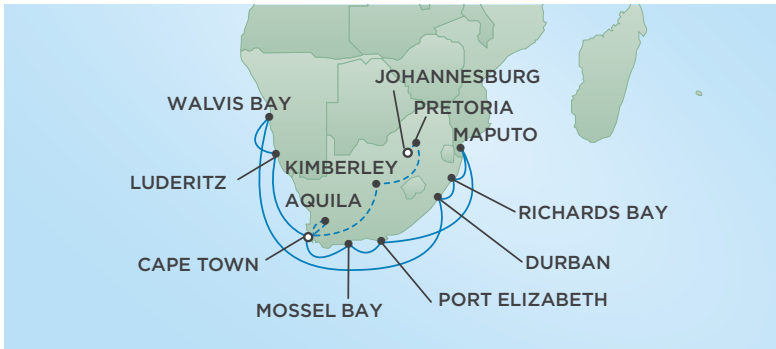 JOHANNESBURG
WALVIS BAY
PRETORIA
MAPUTO
KIMBERLEY
LUDERITZ
AQUILA
RICHARDS BAY
CAPE TOWN
DURBAN
MOSSEL BAY
PORT ELIZABETH